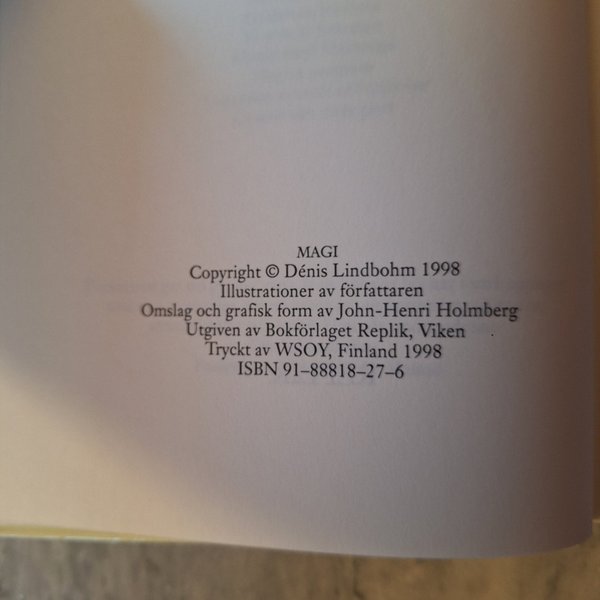 MAGI
Copyright © Dénis Lindbohm 1998
Illustrationer av författaren
Omslag och grafisk form av John-Henri Holmberg
Utgiven av Bokförlaget Replik, Viken
Tryckt av WSOY, Finland 1998
ISBN 91–88818–27–6